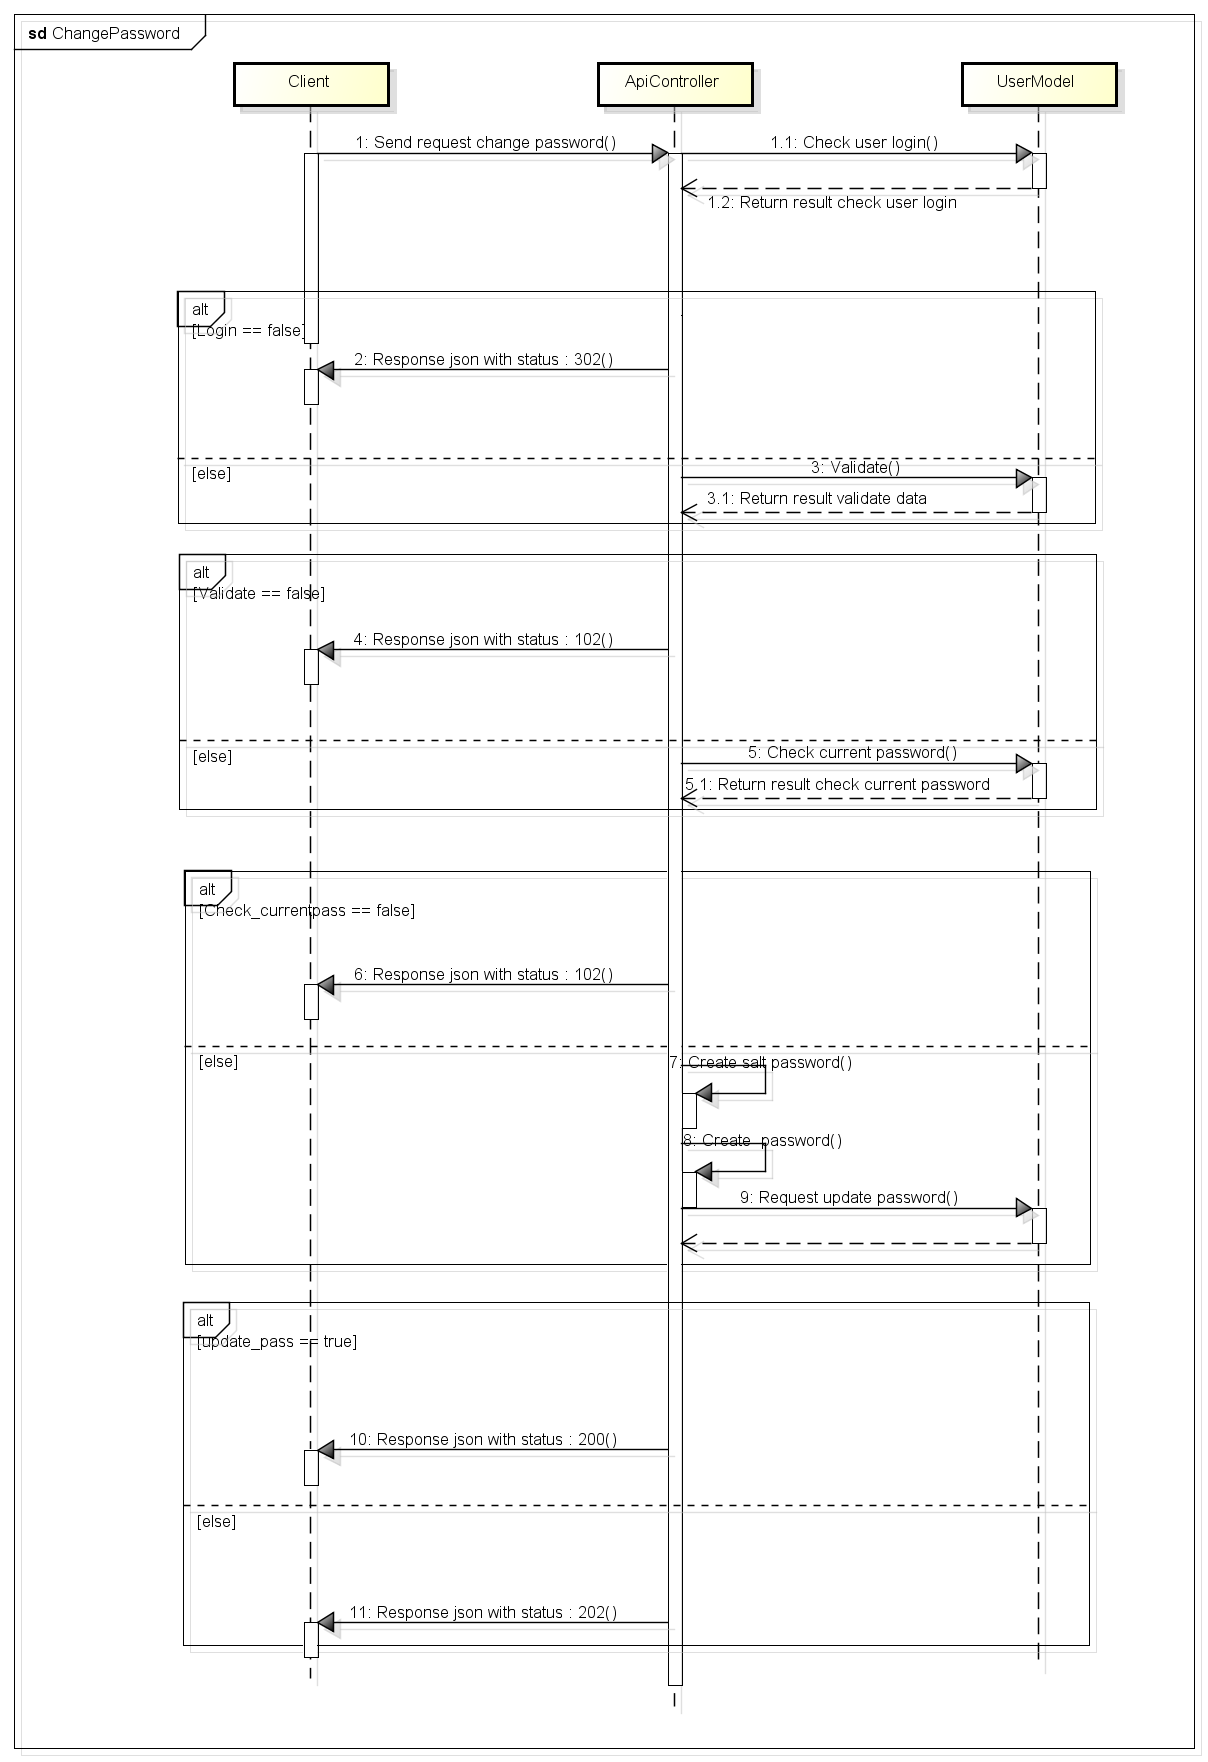 sd ChangePassword
Client
ApiController
UserModel
1: Send request change password()
1.1: Check user login()
1.2: Return result check user login
alt
[Login == false]
2: Response json with status : 302()
[else]
3: Validate()
3.1: Return result validate data
alt
[Validate == false]
4: Response json with status : 102()
[else]
5: Check current password()
5.1: Return result check current password
alt
[Check_currentpass == false]
6: Response json with status : 102()
[else]
7: Create salt password()
8: Create  password()
9: Request update password()
alt
[update_pass == true]
10: Response json with status : 200()
[else]
11: Response json with status : 202()